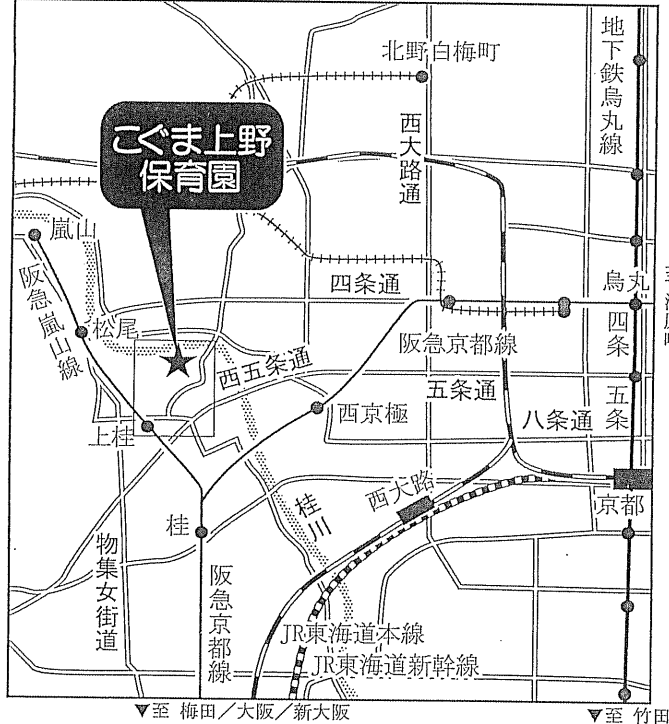 北野白梅町
地下鉄烏丸線
西大路通
こぐま上野
保育園
嵐山
阪急嵐山線
松尾
四条通
烏丸
四条
阪急京都線
西五条通
五条通
五条
上桂
西京極
八条通
西大路
京都
桂
桂川
物集女街道
阪急京都線
JR東海道本線
JR東海道新幹線
▼至 梅田/大阪/新大阪
▼至 竹田